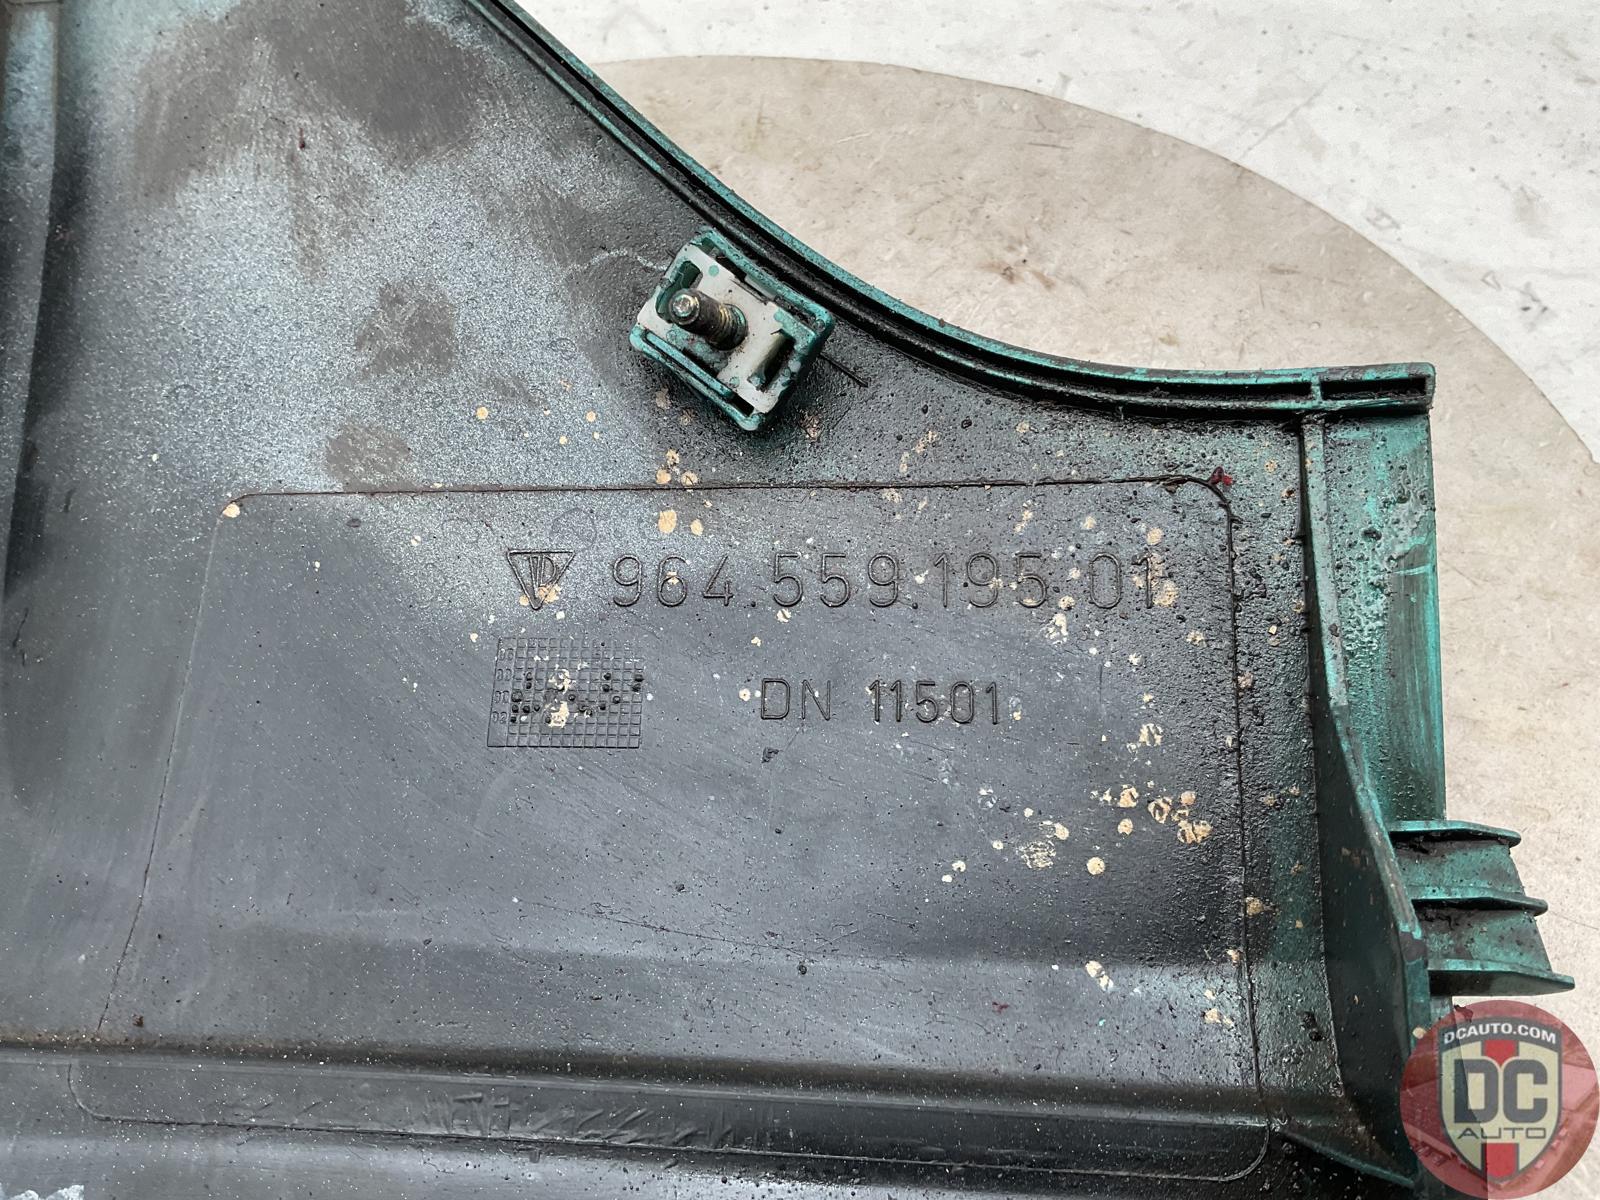 964.559.195.01
DN 11501
DCAUTO.COM
DC
AUTO